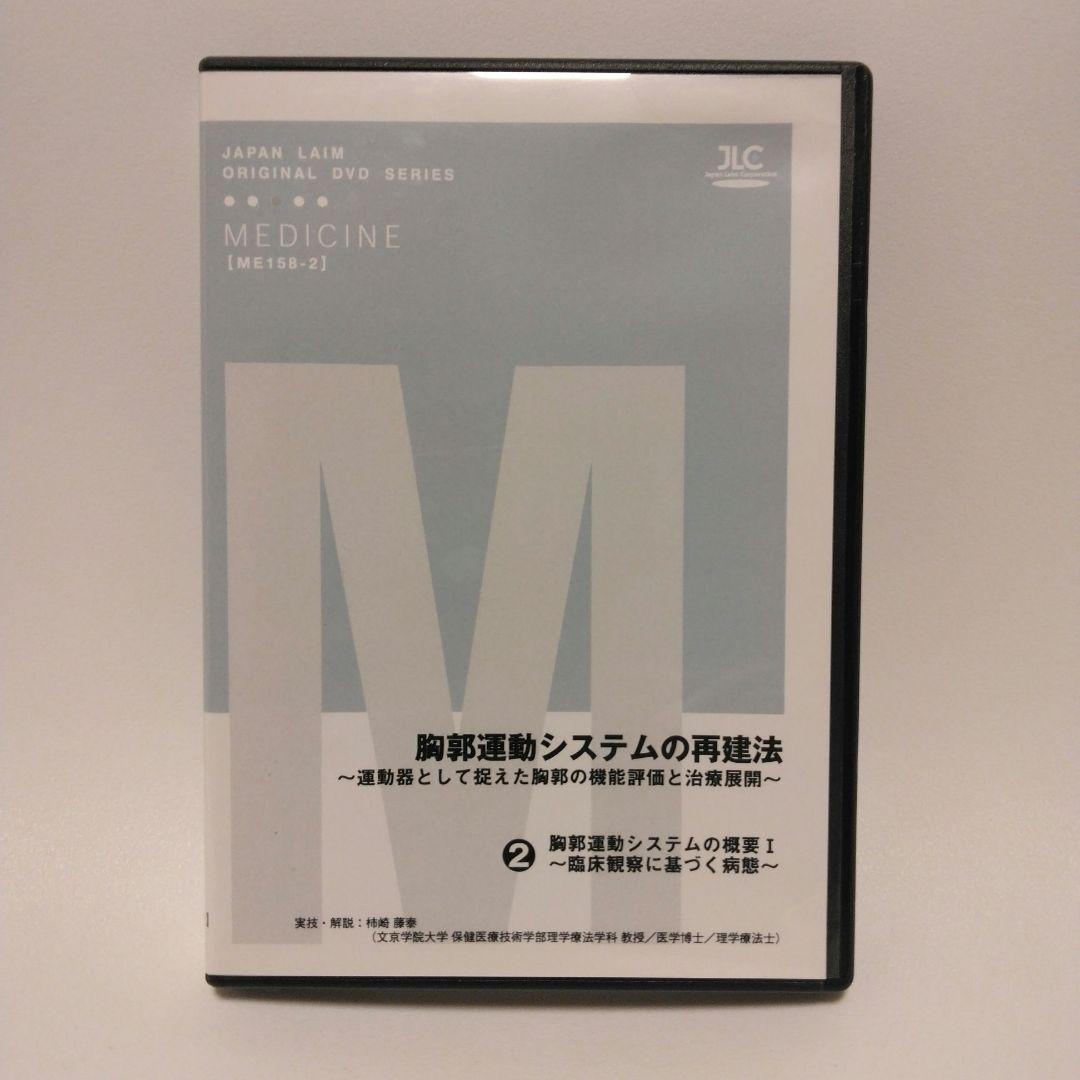 JAPAN LAIM
ORIGINAL DVD SERIES
JLC
Japan Laim Corporation
MEDICINE
［ME158-2］
M
胸郭運動システムの再建法
～運動器として捉えた胸郭の機能評価と治療展開～
❷ 胸郭運動システムの概要Ⅰ
～臨床観察に基づく病態～
実技・解説：柿崎 藤泰
（文京学院大学 保健医療技術学部理学療法学科 教授／医学博士／理学療法士）